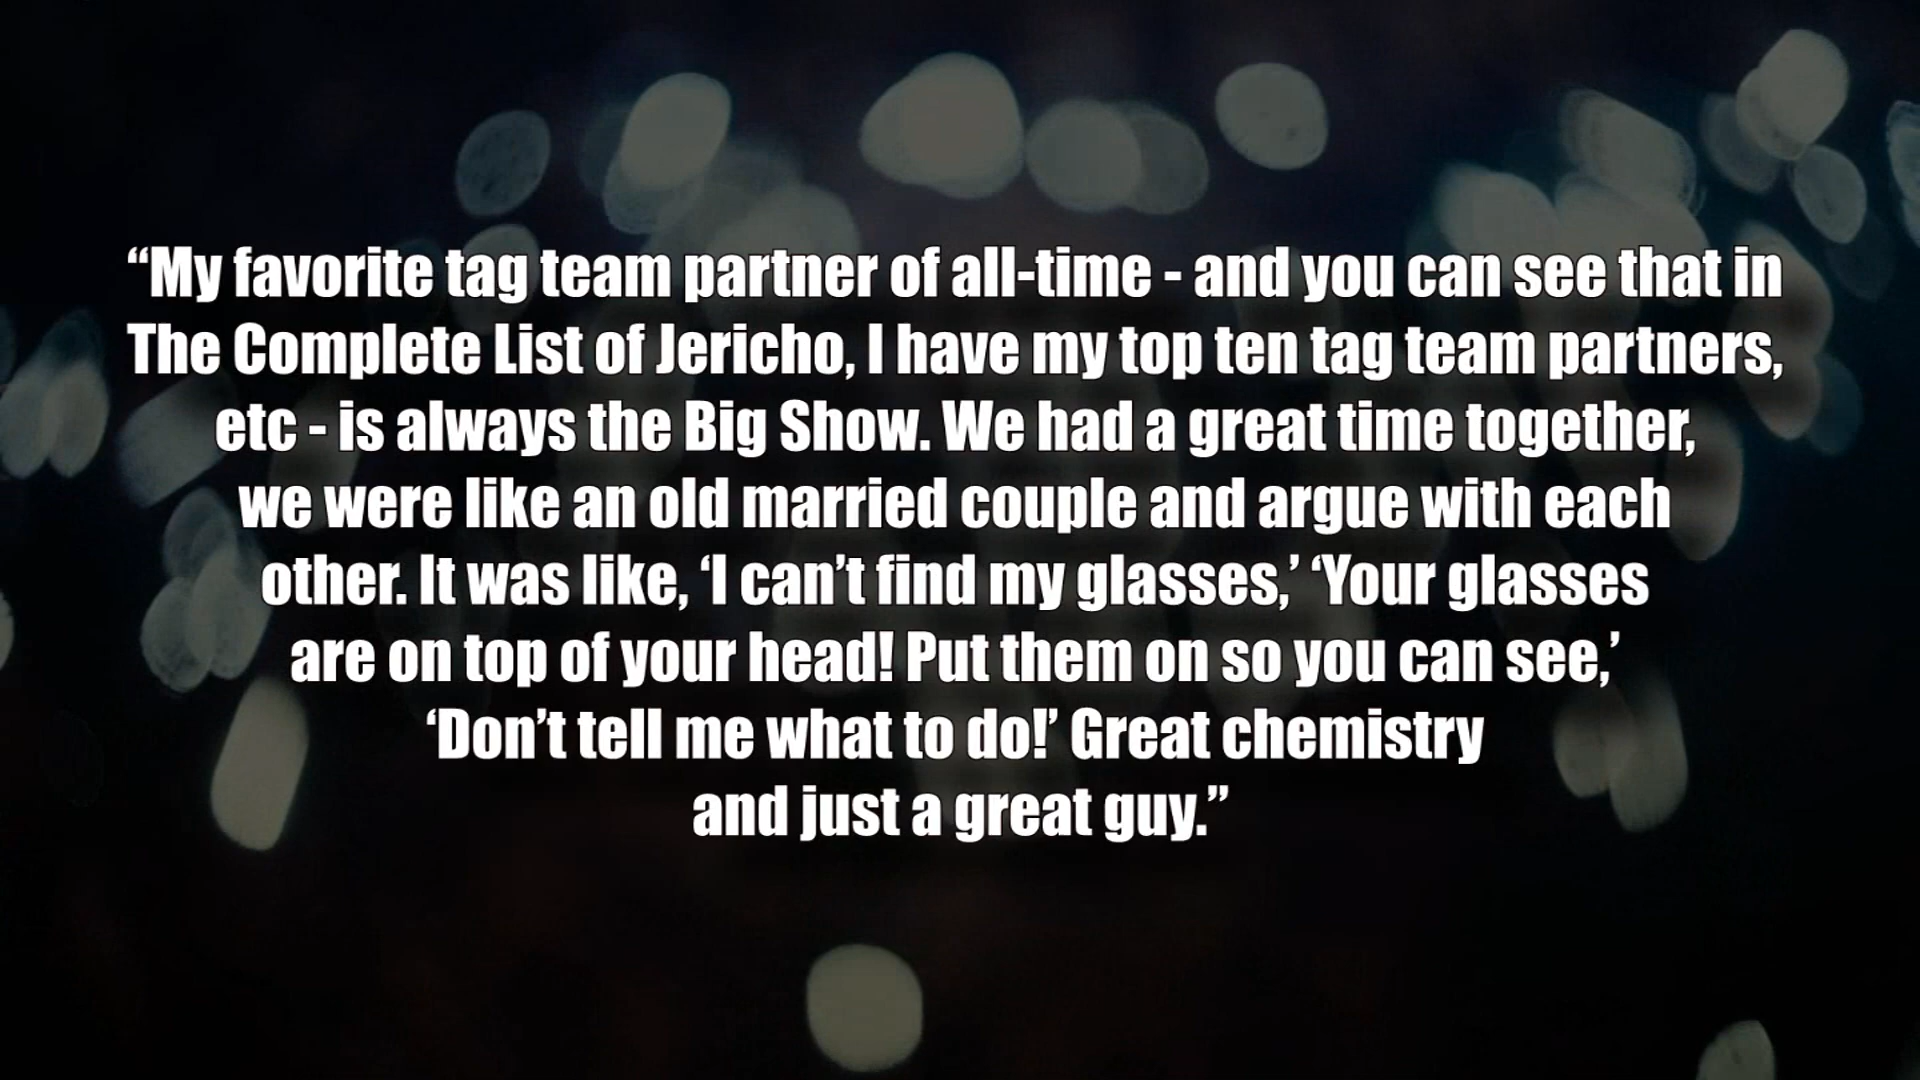 “My favorite tag team partner of all-time - and you can see that in
The Complete List of Jericho, I have my top ten tag team partners,
etc - is always the Big Show. We had a great time together,
we were like an old married couple and argue with each
other. It was like, ‘I can’t find my glasses,’ ‘Your glasses
are on top of your head! Put them on so you can see,’
‘Don’t tell me what to do!’ Great chemistry
and just a great guy.”